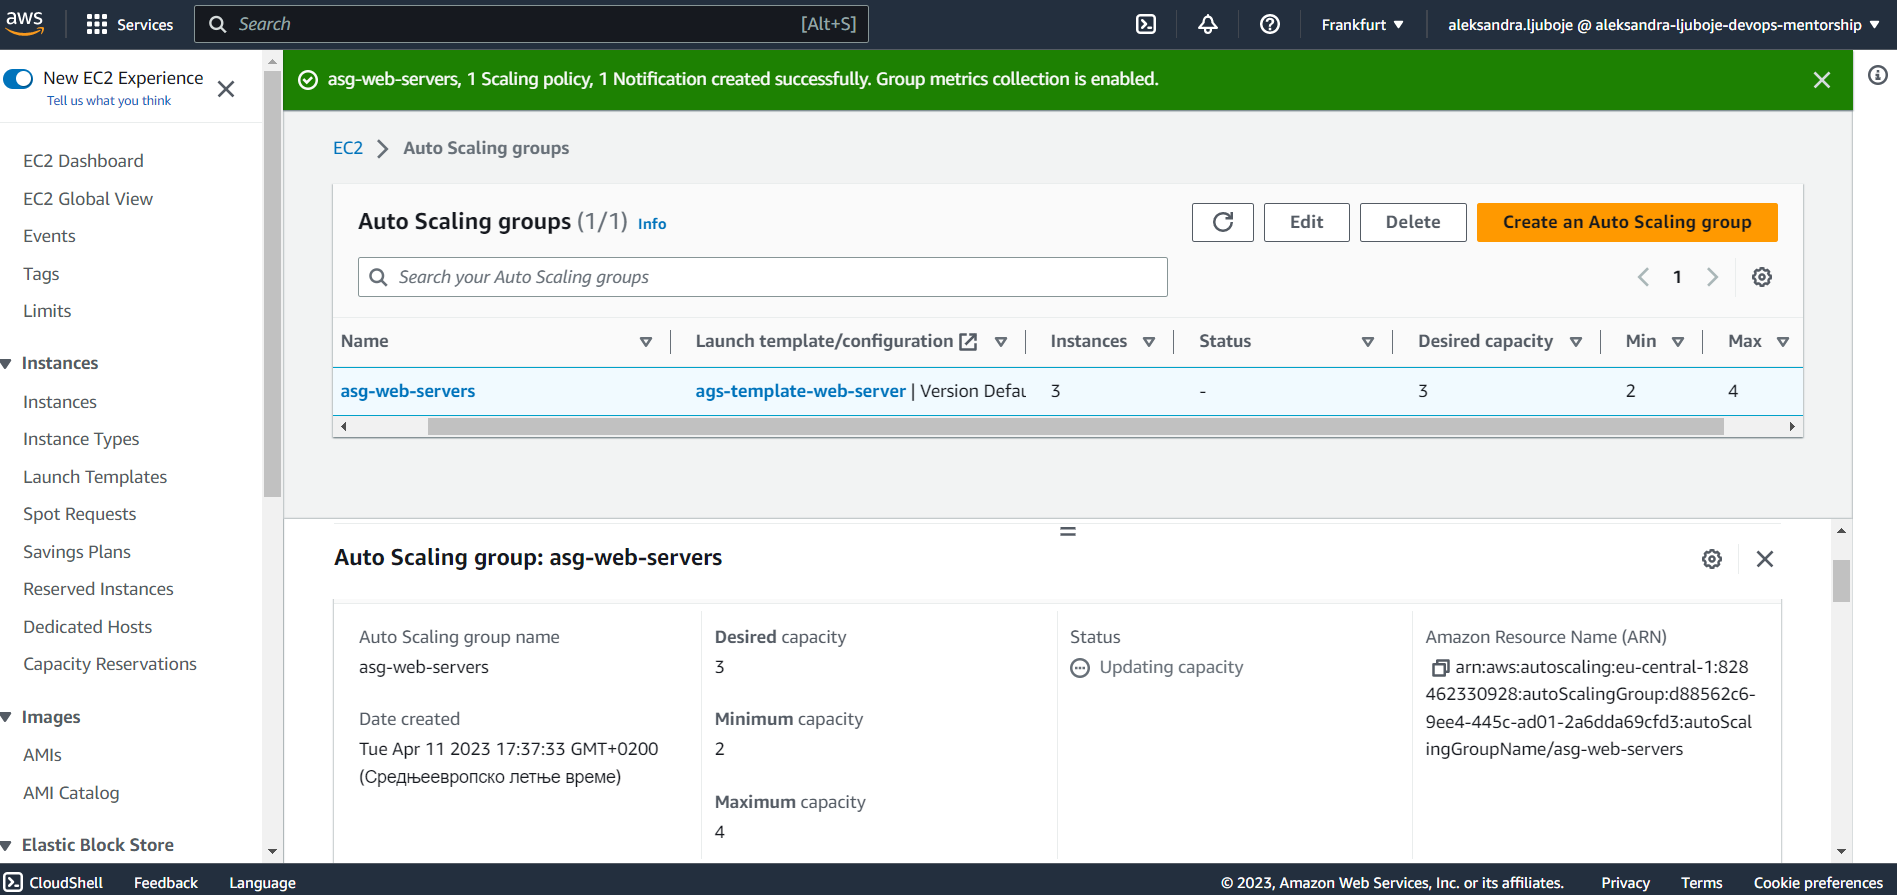 aws
Services
Search
[Alt+S]
Frankfurt
aleksandra.ljuboje @ aleksandra-ljuboje-devops-mentorship
New EC2 Experience
Tell us what you think
EC2 Dashboard
EC2 Global View
Events
Tags
Limits
Instances
Instances
Instance Types
Launch Templates
Spot Requests
Savings Plans
Reserved Instances
Dedicated Hosts
Capacity Reservations
Images
AMIs
AMI Catalog
Elastic Block Store
asg-web-servers, 1 Scaling policy, 1 Notification created successfully. Group metrics collection is enabled.
EC2 Auto Scaling groups
Auto Scaling groups (1/1) Info
Edit
Delete
Create an Auto Scaling group
Search your Auto Scaling groups
1
Name Launch template/configuration Instances Status Desired capacity Min Max
asg-web-servers ags-template-web-server | Version Defau 3 - 3 2 4
Auto Scaling group: asg-web-servers
Auto Scaling group name
asg-web-servers
Date created
Tue Apr 11 2023 17:37:33 GMT+0200
(Средњеевропско летње време)
Desired capacity
3
Minimum capacity
2
Maximum capacity
4
Status
Updating capacity
Amazon Resource Name (ARN)
arn:aws:autoscaling:eu-central-1:828
462330928:autoScalingGroup:d88562c6-
9ee4-445c-ad01-2a6dda69cfd3:autoScal
ingGroupName/asg-web-servers
CloudShell Feedback Language
© 2023, Amazon Web Services, Inc. or its affiliates. Privacy Terms Cookie preferences